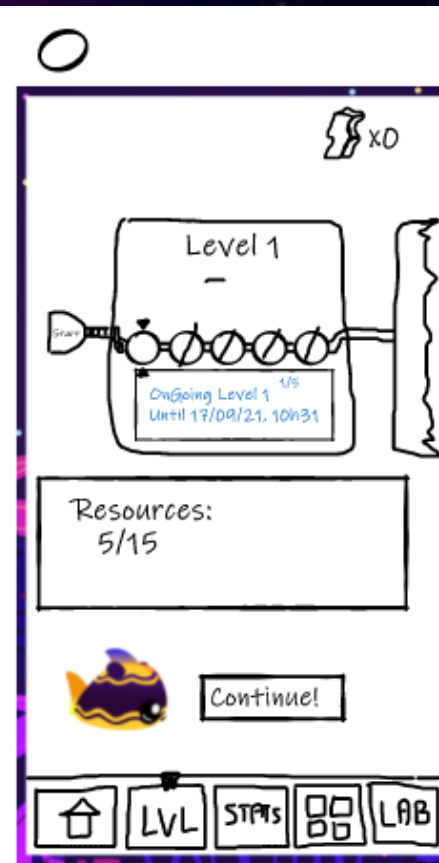 x0
Level 1
Start
OnGoing Level 1 1/5
Until 17/09/21, 10h31
Resources:
5/15
Continue!
LVL
STATS
LAB